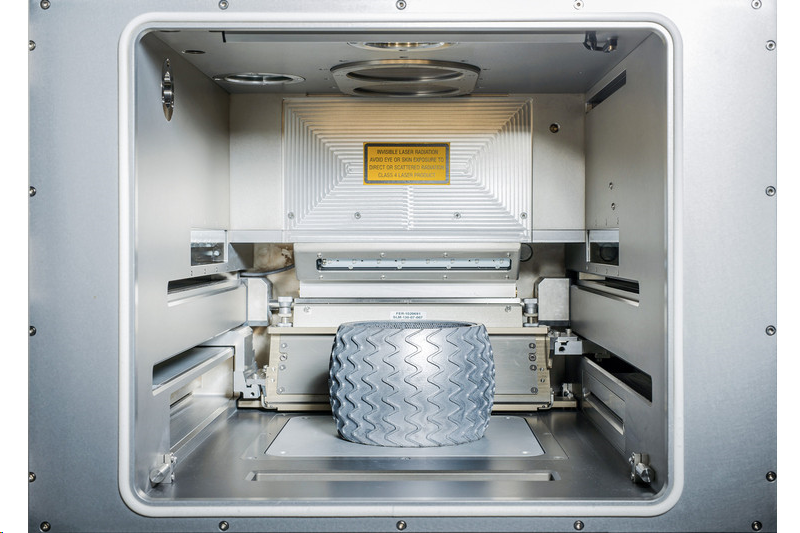 INVISIBLE LASER RADIATION
AVOID EYE OR SKIN EXPOSURE TO
DIRECT OR SCATTERED RADIATION
CLASS 4 LASER PRODUCT